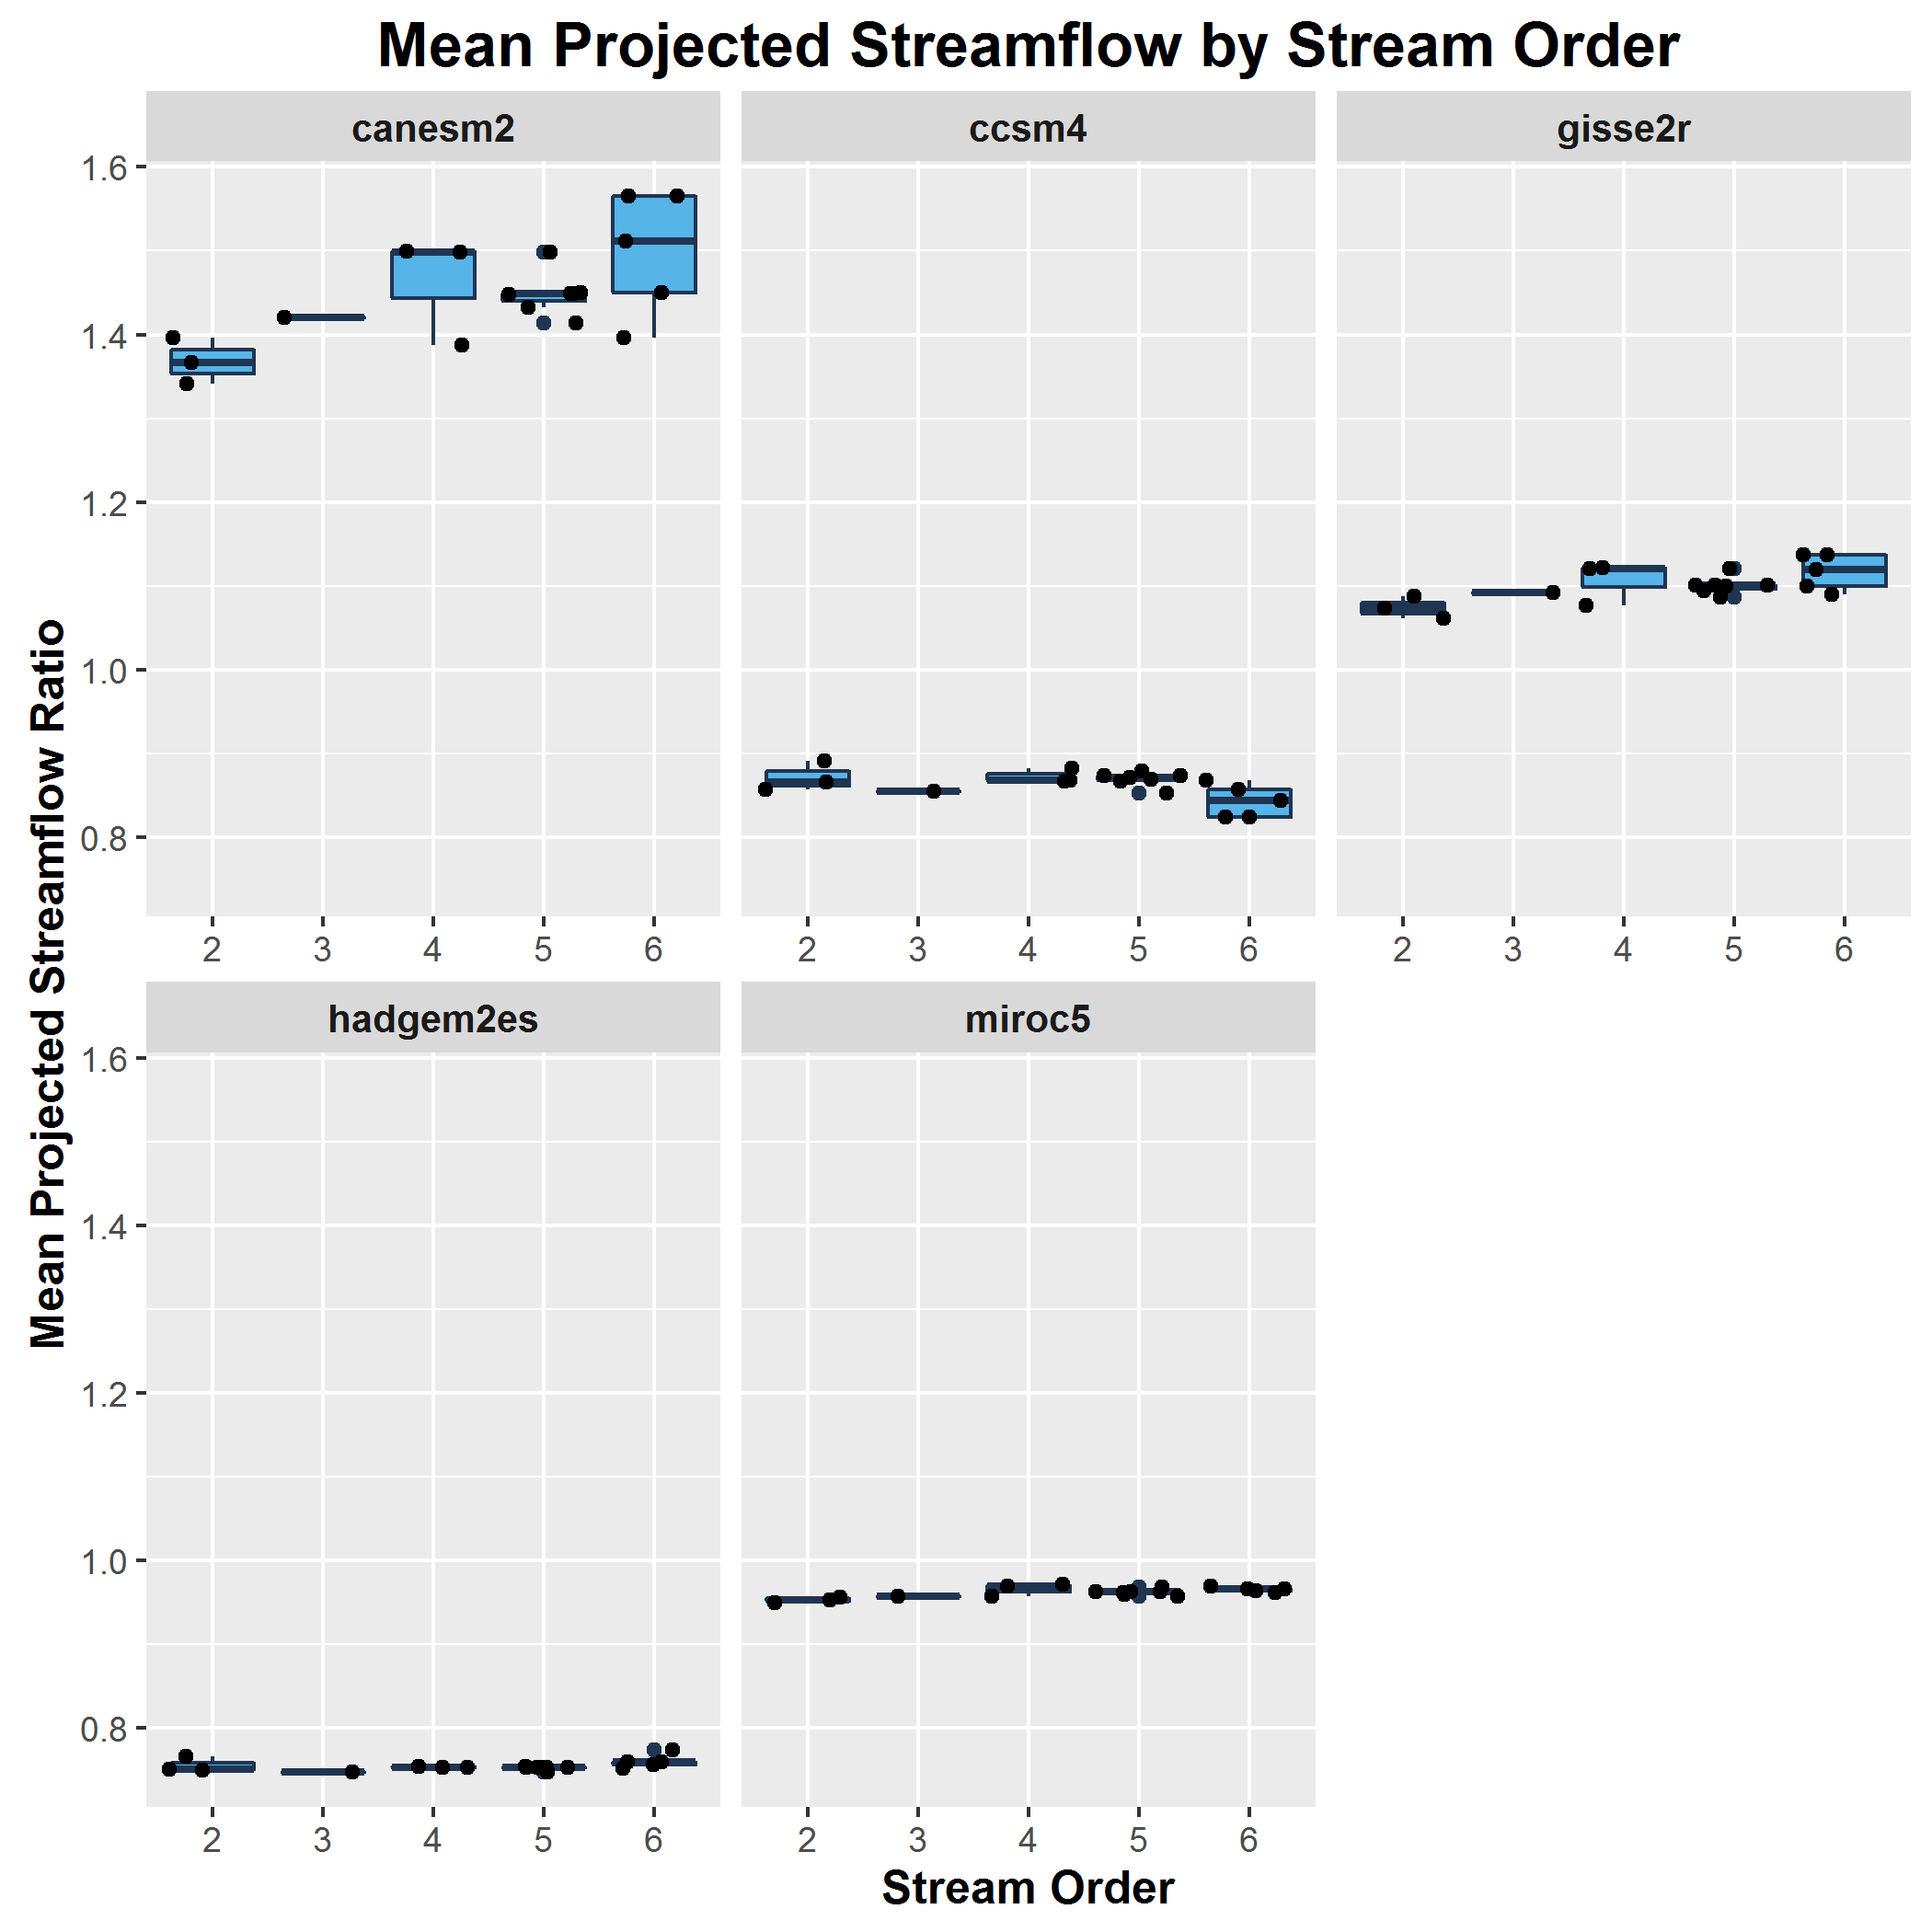 Mean Projected Streamflow by Stream Order
canesm2
ccsm4
gisse2r
1.6
1.4
1.2
1.0
0.8
2 3 4 5 6
2 3 4 5 6
2 3 4 5 6
Mean Projected Streamflow Ratio
hadgem2es
miroc5
1.6
1.4
1.2
1.0
0.8
2 3 4 5 6
2 3 4 5 6
Stream Order